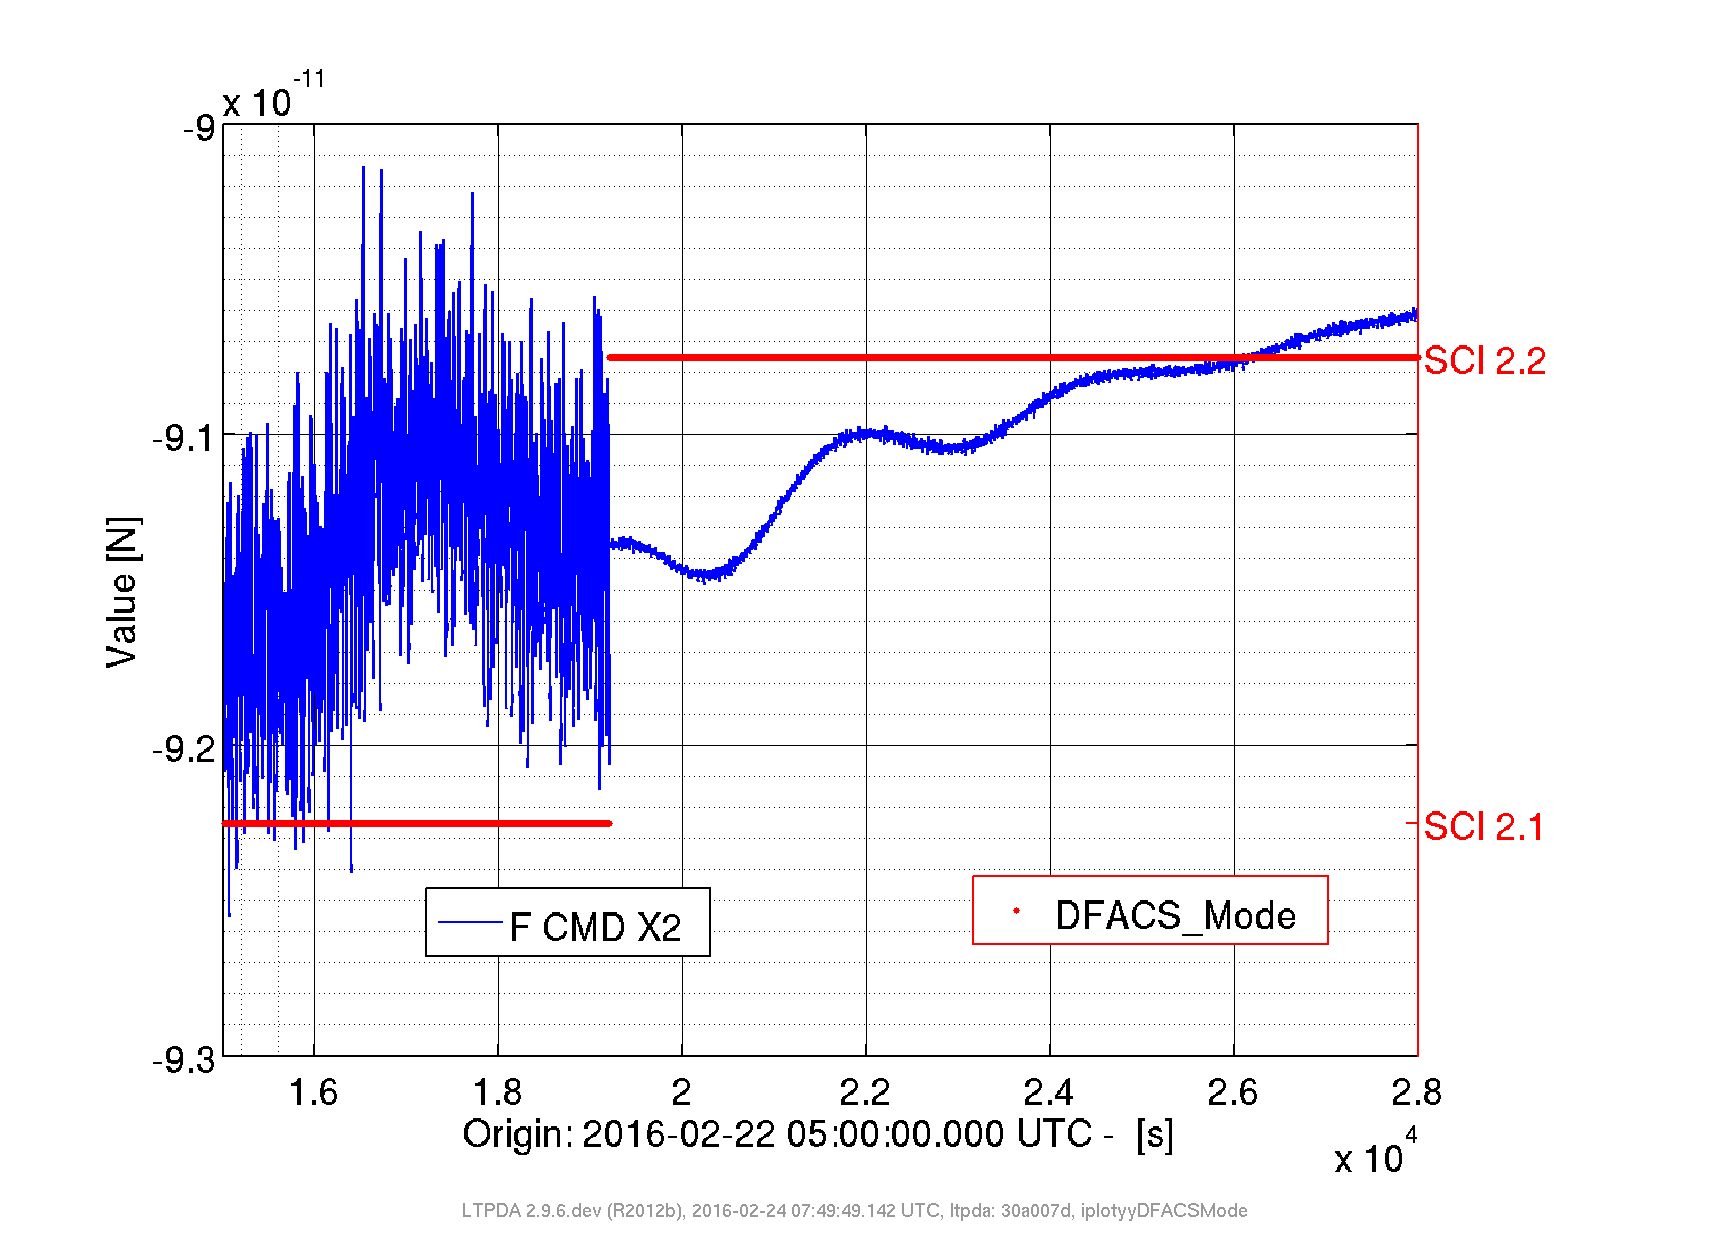 x 10^-11
-9
-9.1
-9.2
-9.3
Value [N]
SCI 2.2
SCI 2.1
F CMD X2
DFACS_Mode
1.6 1.8 2 2.2 2.4 2.6 2.8
Origin: 2016-02-22 05:00:00.000 UTC - [s]
x 10^4
LTPDA 2.9.6.dev (R2012b), 2016-02-24 07:49:49.142 UTC, ltpda: 30a007d, iplotyyDFACSMode